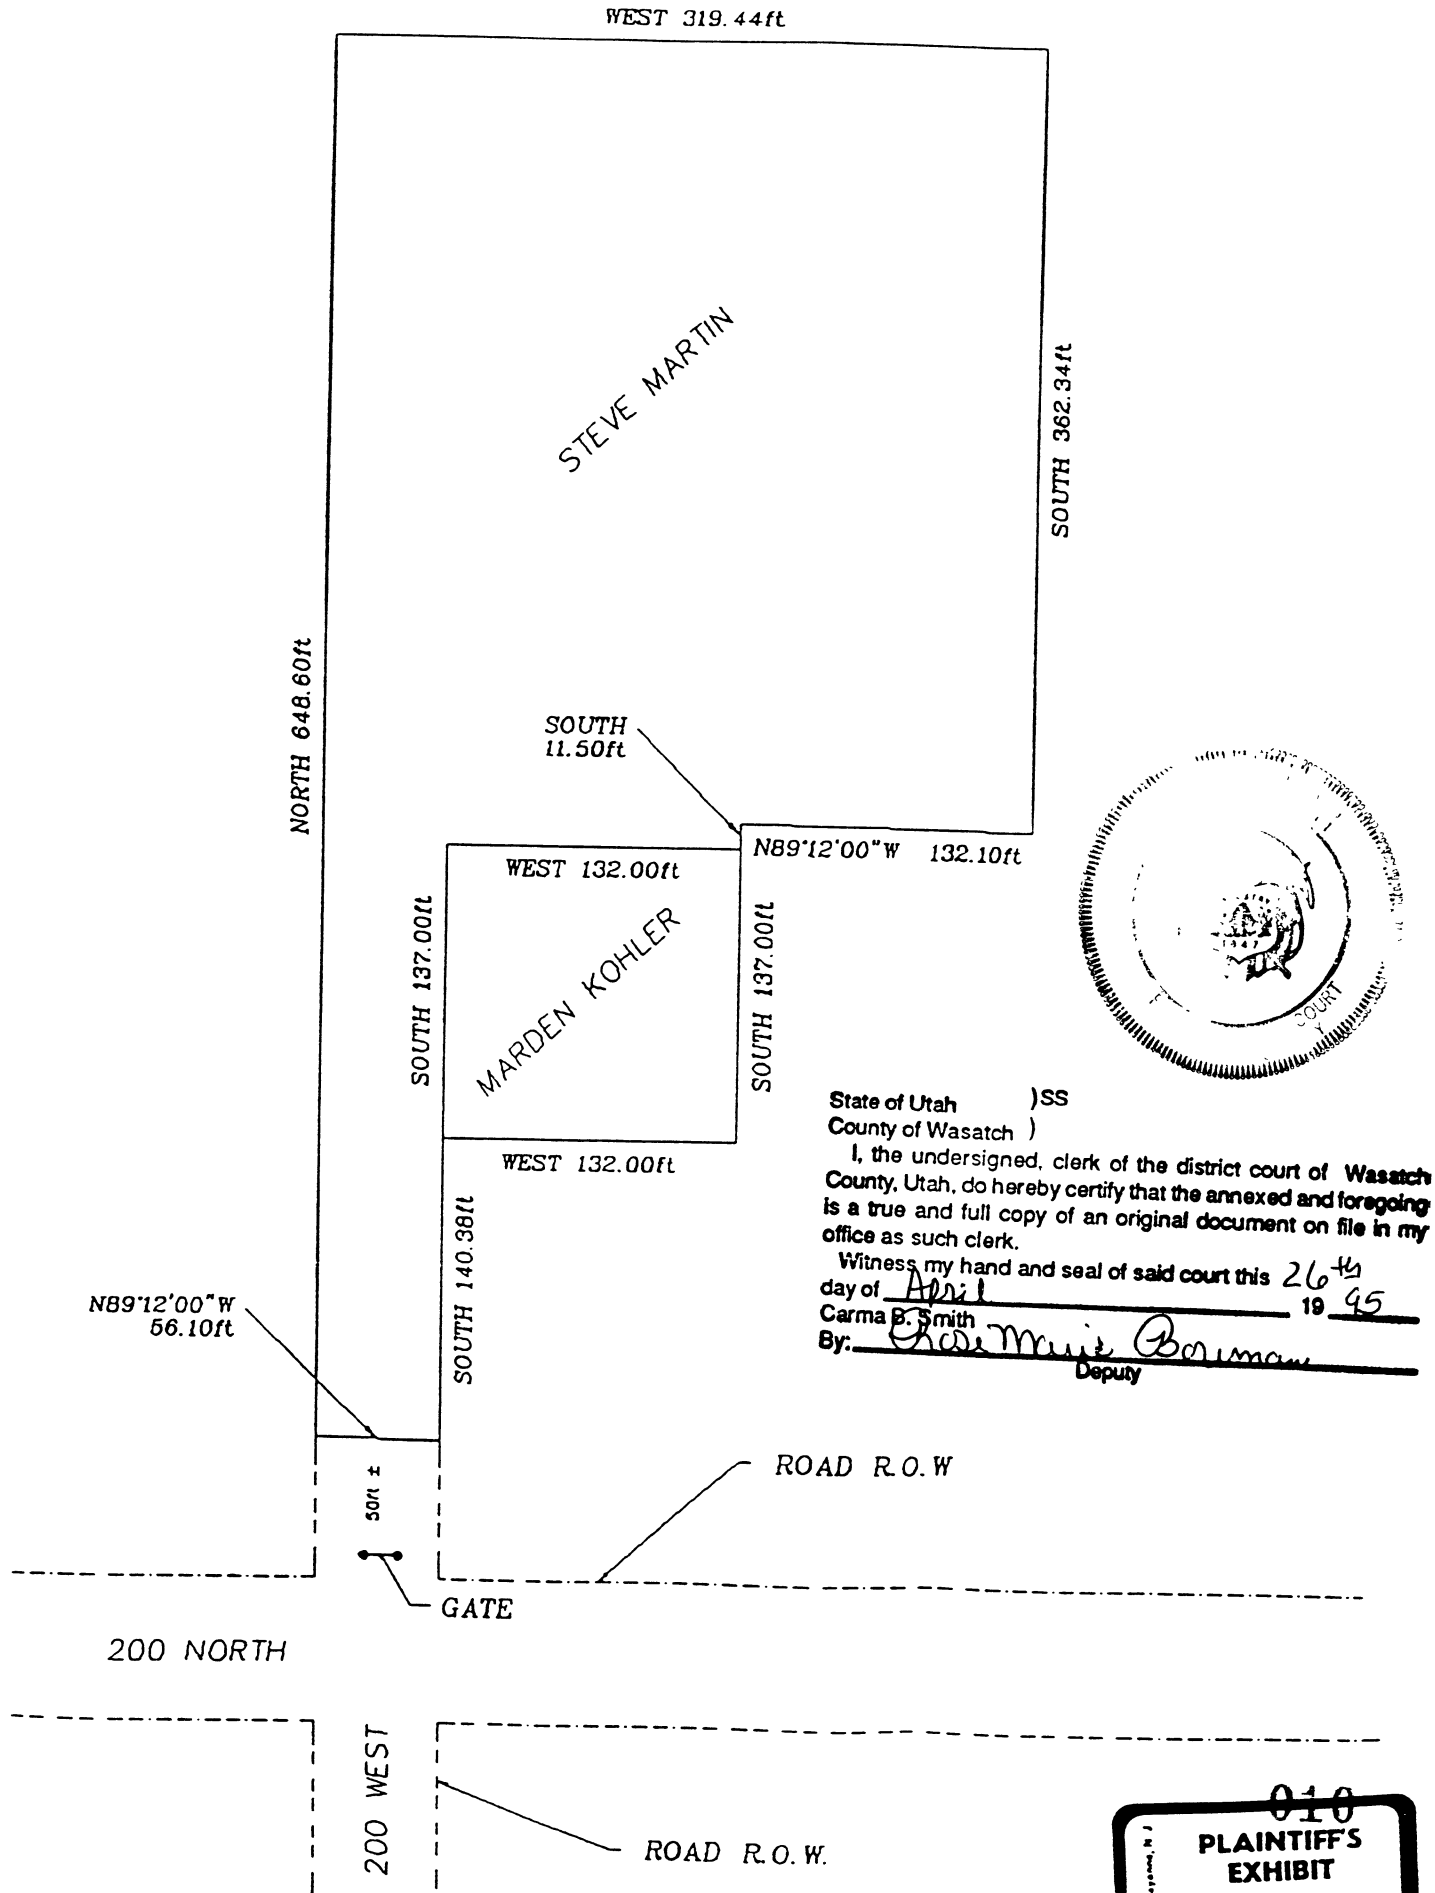 WEST 319.44ft
STEVE MARTIN
SOUTH 362.34ft
NORTH 648.60ft
SOUTH
11.50ft
N89°12'00"W 132.10ft
WEST 132.00ft
SOUTH 137.00ft
MARDEN KOHLER
SOUTH 137.00ft
WEST 132.00ft
COURT
Y
State of Utah )SS
County of Wasatch )
I, the undersigned, clerk of the district court of Wasatch
County, Utah, do hereby certify that the annexed and foregoing
is a true and full copy of an original document on file in my
office as such clerk.
Witness my hand and seal of said court this 26th
day of April 19 95
Carma B. Smith
By: Marie Bowman
Deputy
SOUTH 140.38ft
N89°12'00"W
56.10ft
50ft ±
ROAD R.O.W
GATE
200 NORTH
200 WEST
ROAD R.O.W.
010
PLAINTIFF'S
EXHIBIT